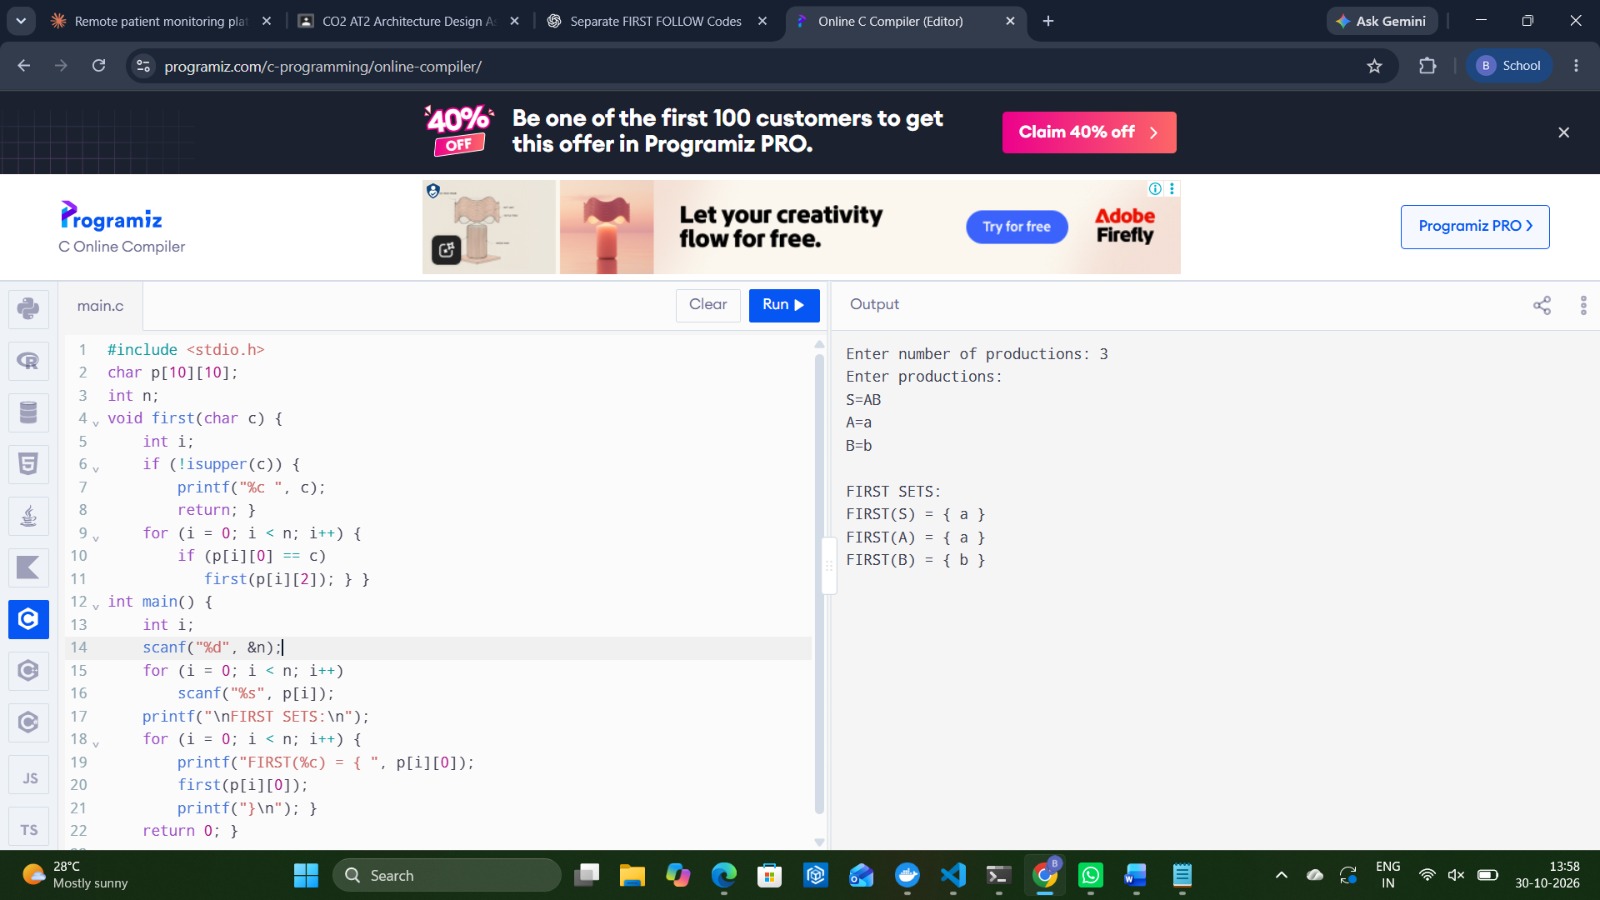 Remote patient monitoring pla
CO2 AT2 Architecture Design A
Separate FIRST FOLLOW Codes
Online C Compiler (Editor)
Ask Gemini
programiz.com/c-programming/online-compiler/
B School
40% OFF
Be one of the first 100 customers to get
this offer in Programiz PRO.
Claim 40% off
Programiz
C Online Compiler
Let your creativity
flow for free.
Try for free
Adobe
Firefly
Programiz PRO
main.c
Clear
Run
Output
1 #include <stdio.h>
2 char p[10][10];
3 int n;
4 void first(char c) {
5 int i;
6 if (!isupper(c)) {
7 printf("%c ", c);
8 return; }
9 for (i = 0; i < n; i++) {
10 if (p[i][0] == c)
11 first(p[i][2]); } }
12 int main() {
13 int i;
14 scanf("%d", &n);
15 for (i = 0; i < n; i++)
16 scanf("%s", p[i]);
17 printf("\nFIRST SETS:\n");
18 for (i = 0; i < n; i++) {
19 printf("FIRST(%c) = { ", p[i][0]);
20 first(p[i][0]);
21 printf("}\n"); }
22 return 0; }
Enter number of productions: 3
Enter productions:
S=AB
A=a
B=b
FIRST SETS:
FIRST(S) = { a }
FIRST(A) = { a }
FIRST(B) = { b }
JS
TS
28°C
Mostly sunny
Search
B
ENG
IN
13:58
30-10-2026